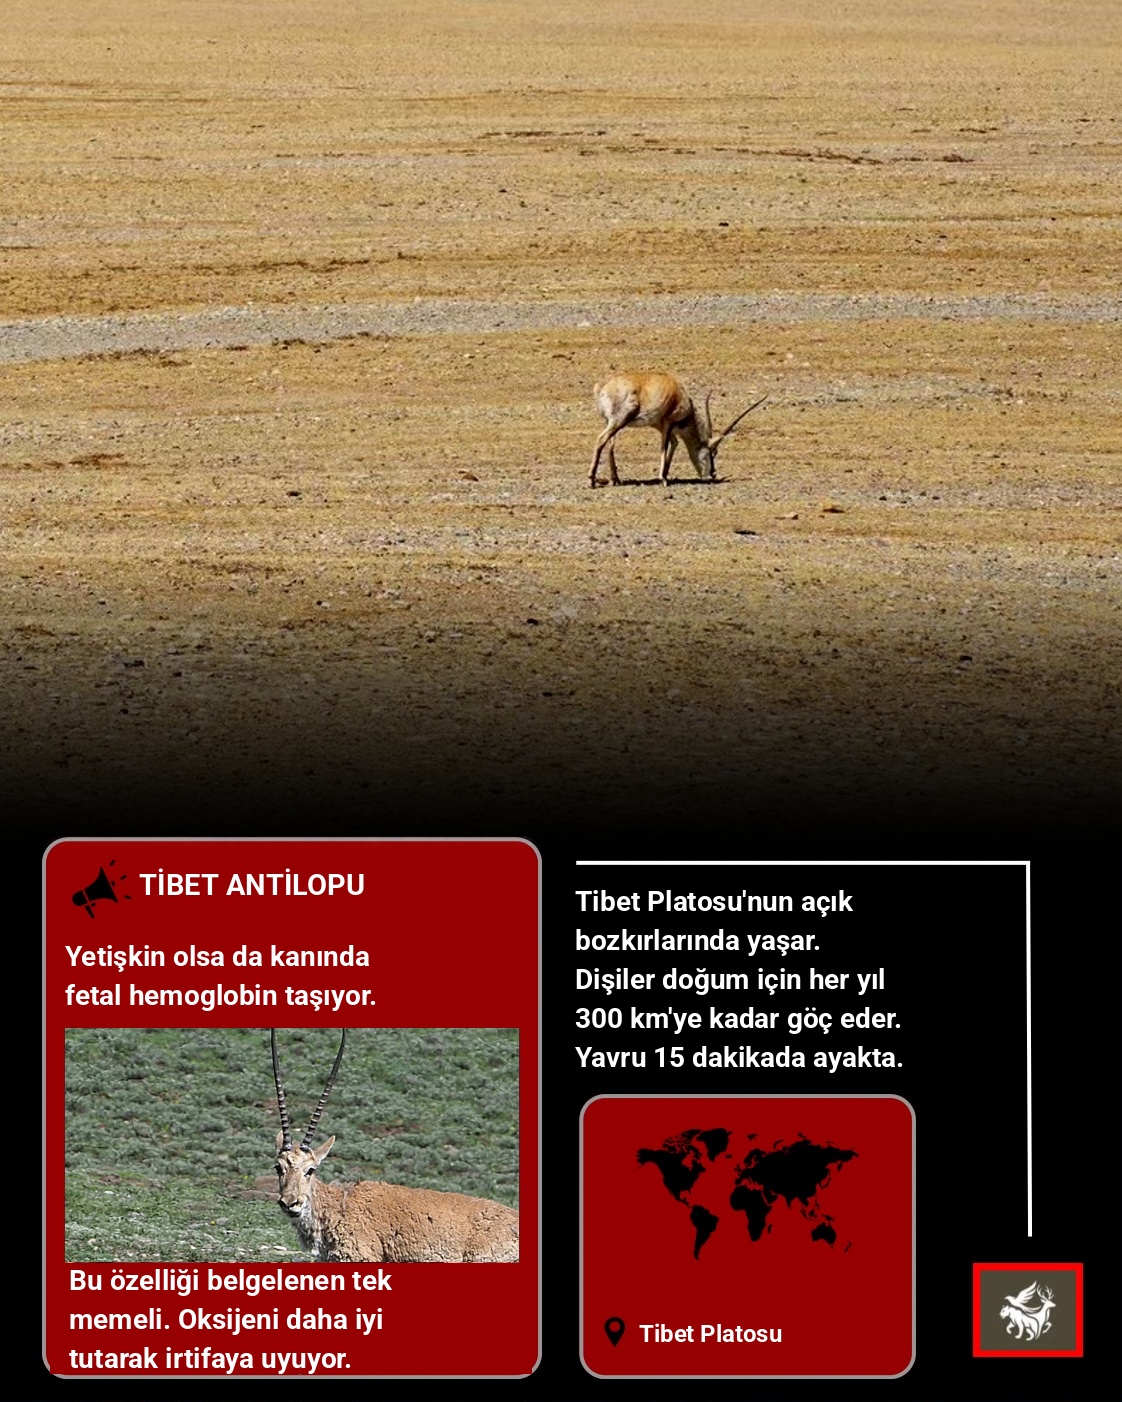 TİBET ANTİLOPU
Yetişkin olsa da kanında
fetal hemoglobin taşıyor.
Bu özelliği belgelenen tek
memeli. Oksijeni daha iyi
tutarak irtifaya uyuyor.
Tibet Platosu'nun açık
bozkırlarında yaşar.
Dişiler doğum için her yıl
300 km'ye kadar göç eder.
Yavru 15 dakikada ayakta.
Tibet Platosu